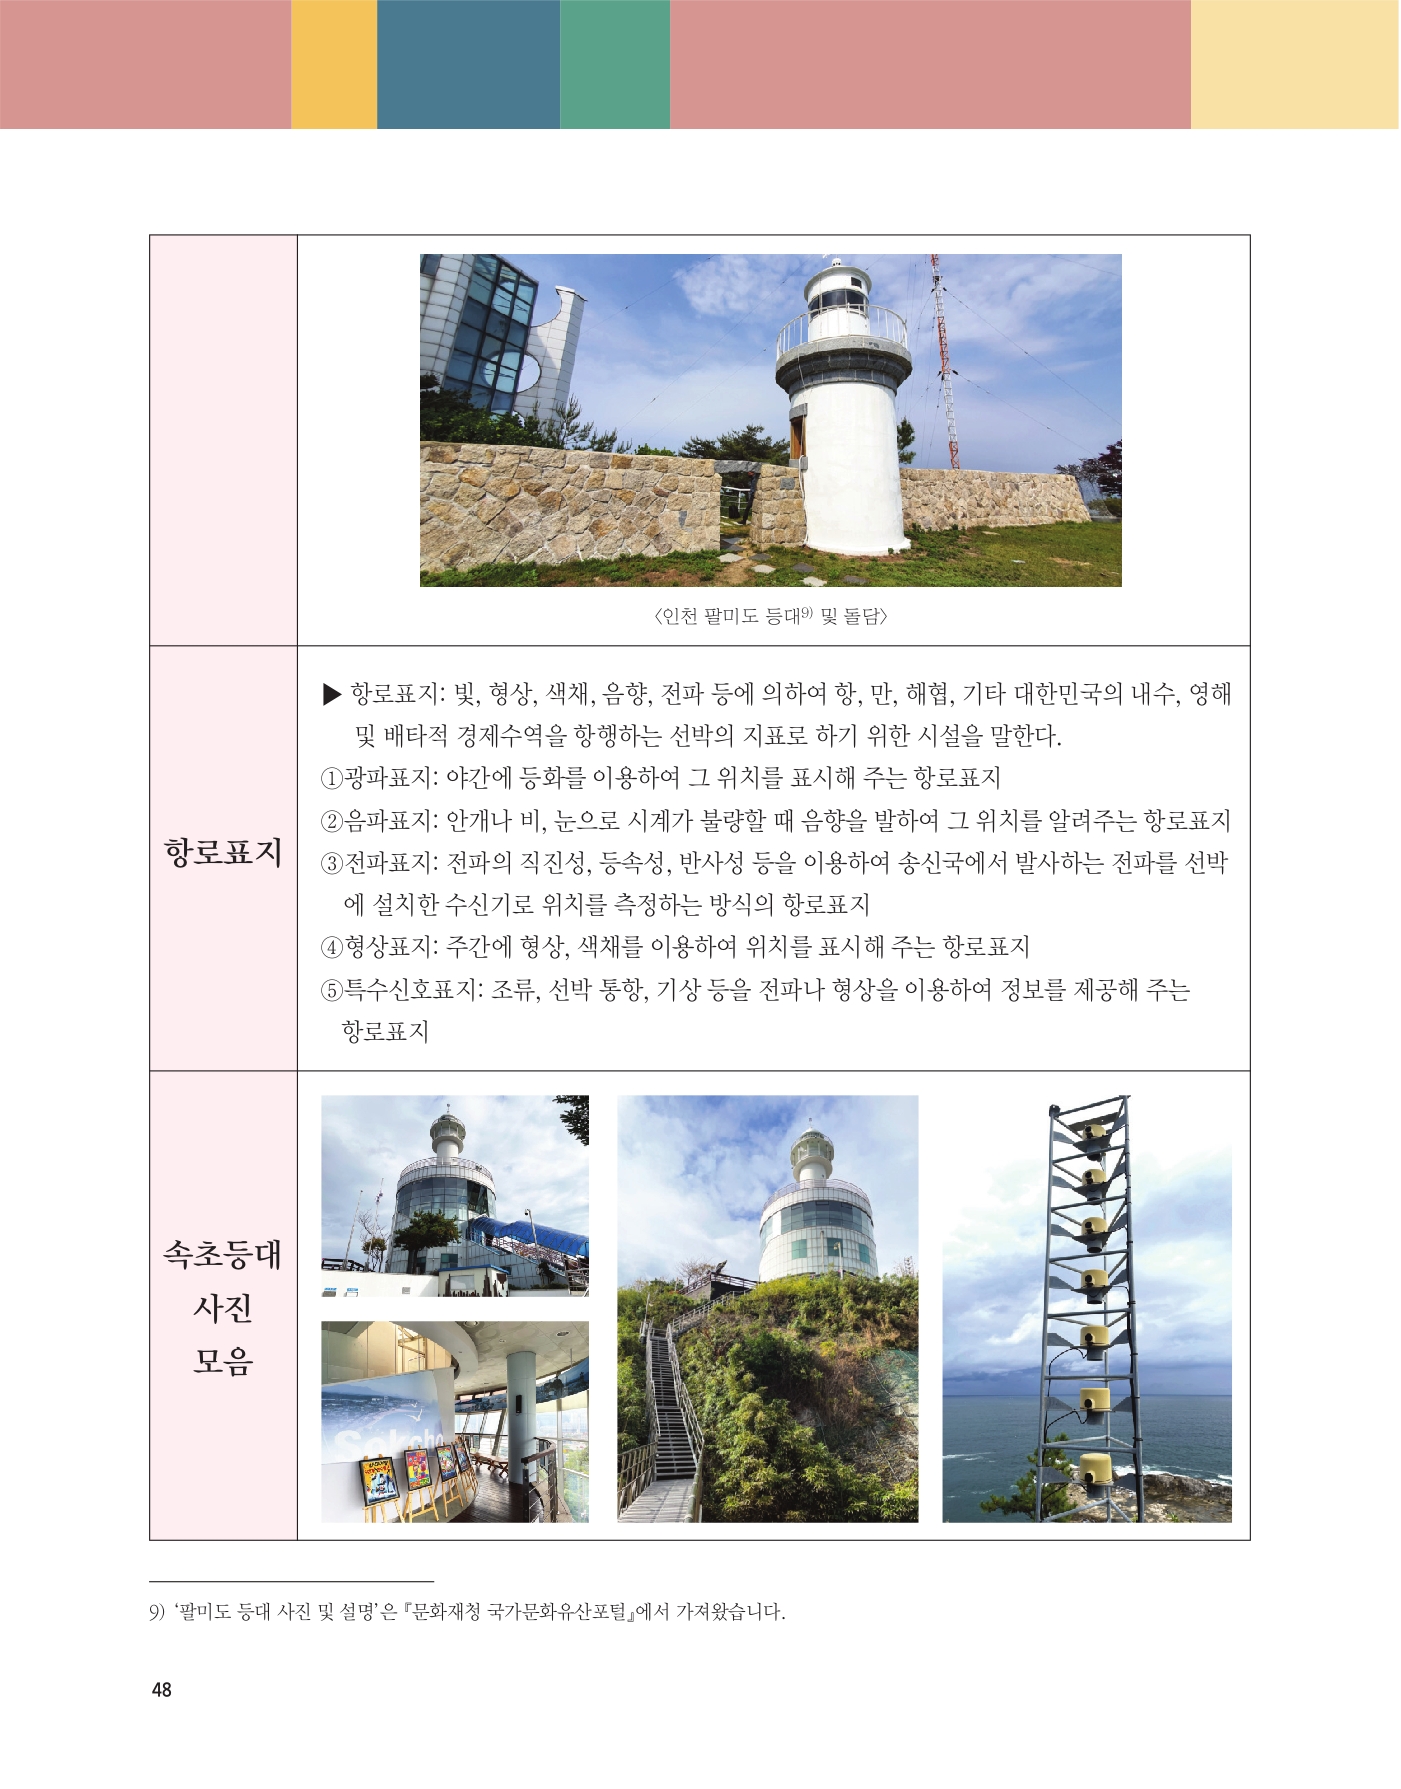 〈인천 팔미도 등대9) 및 돌담〉
항로표지
▶ 항로표지: 빛, 형상, 색채, 음향, 전파 등에 의하여 항, 만, 해협, 기타 대한민국의 내수, 영해
및 배타적 경제수역을 항행하는 선박의 지표로 하기 위한 시설을 말한다.
①광파표지: 야간에 등화를 이용하여 그 위치를 표시해 주는 항로표지
②음파표지: 안개나 비, 눈으로 시계가 불량할 때 음향을 발하여 그 위치를 알려주는 항로표지
③전파표지: 전파의 직진성, 등속성, 반사성 등을 이용하여 송신국에서 발사하는 전파를 선박
에 설치한 수신기로 위치를 측정하는 방식의 항로표지
④형상표지: 주간에 형상, 색채를 이용하여 위치를 표시해 주는 항로표지
⑤특수신호표지: 조류, 선박 통항, 기상 등을 전파나 형상을 이용하여 정보를 제공해 주는
항로표지
속초등대
사진
모음
Sokcho
9) ‘팔미도 등대 사진 및 설명’은 『문화재청 국가문화유산포털』에서 가져왔습니다.
48